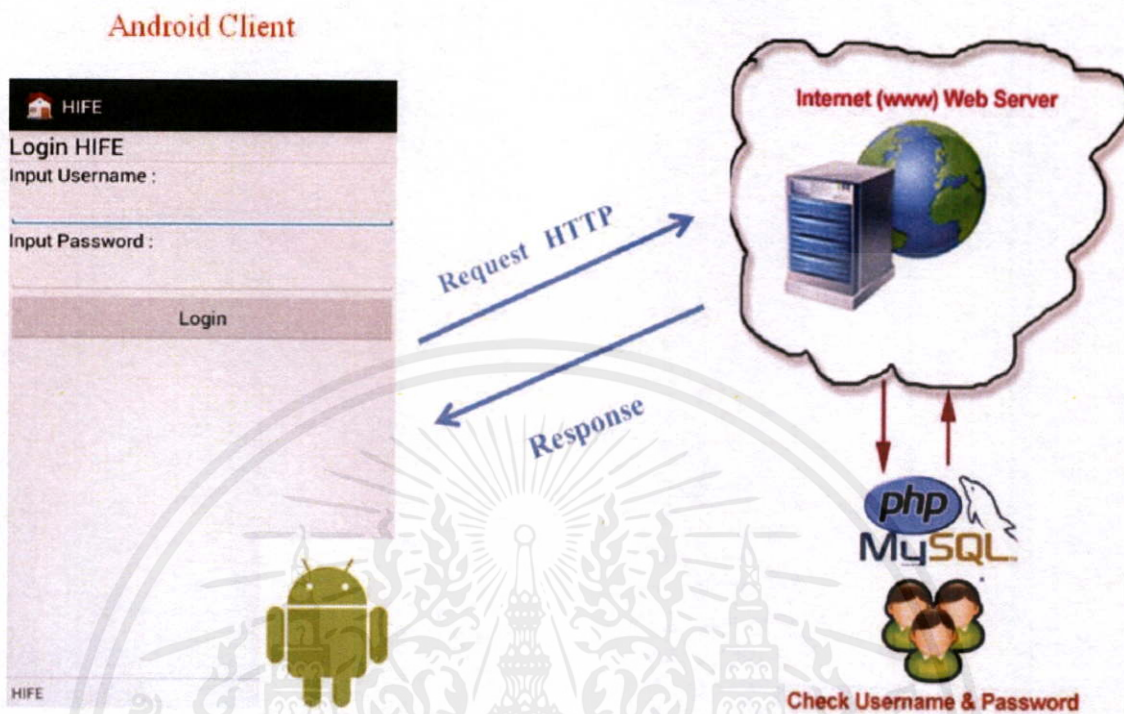 Android Client
HIFE
Login HIFE
Input Username :
Input Password :
Login
HIFE
Request HTTP
Response
Internet (www) Web Server
php
MySQL
Check Username & Password